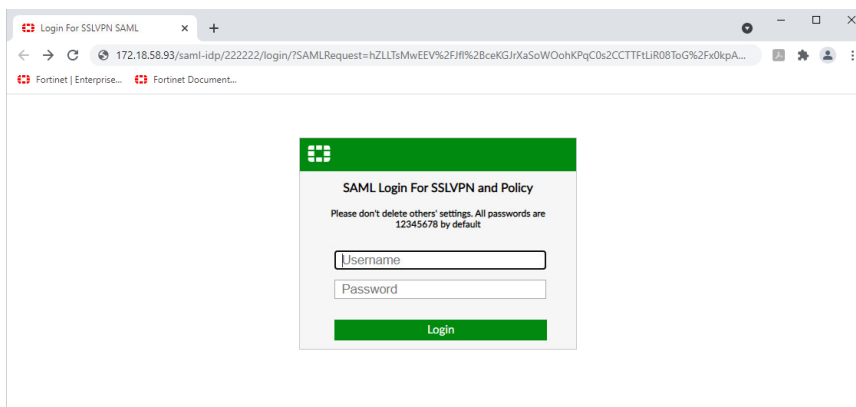 Login For SSLVPN SAML
172.18.58.93/saml-idp/222222/login/?SAMLRequest=hZLLTsMwEEV%2FJfl%2BceKGJrXaSoWOohKPqC0s2CCTTFtLiR08ToG%2Fx0kpA...
Fortinet | Enterprise... Fortinet Document...
SAML Login For SSLVPN and Policy
Please don't delete others' settings. All passwords are
12345678 by default
Username
Password
Login